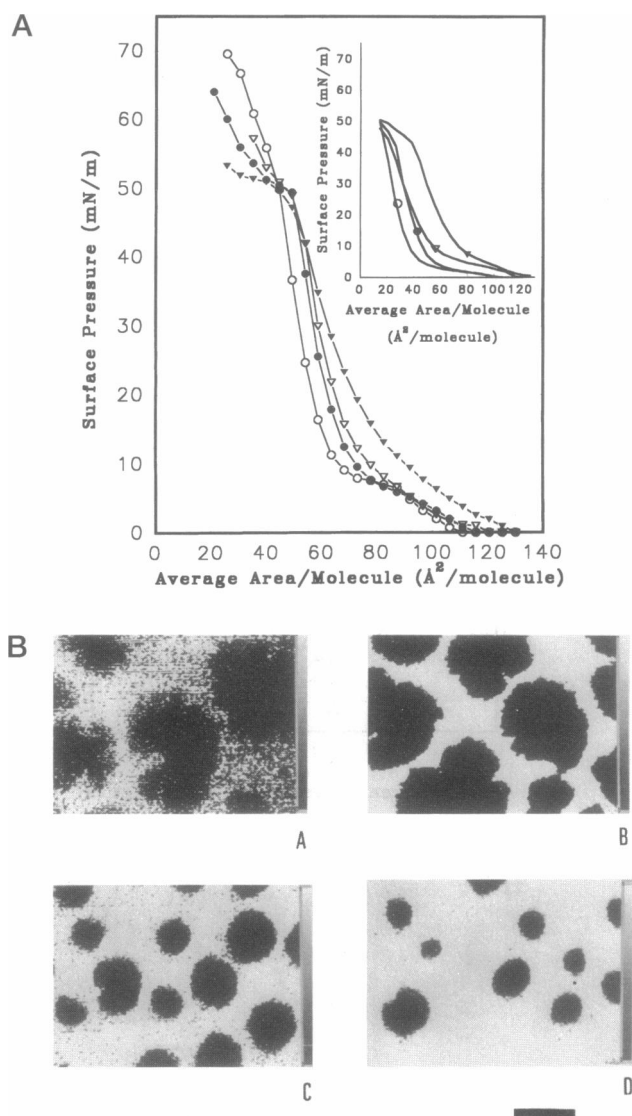 A
Surface Pressure (mN/m)
70
60
50
40
30
20
10
0
0 20 40 60 80 100 120 140
Average Area/Molecule (Å²/molecule)
Surface Pressure (mN/m)
50
40
30
20
10
0
0 20 40 60 80 100 120
Average Area/Molecule
(Å²/molecule)
B
A
B
C
D